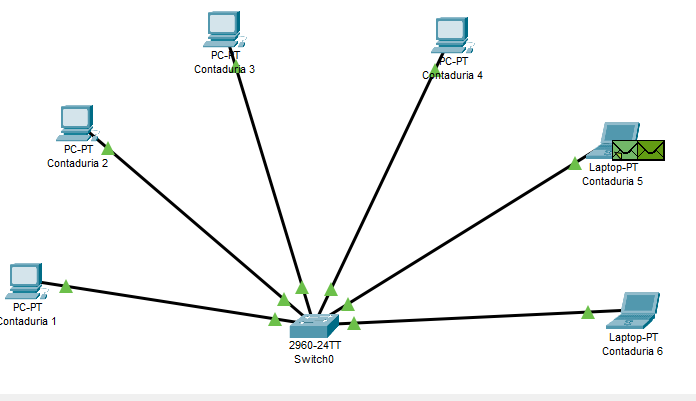 PC-PT
Contaduria 3
PC-PT
Contaduria 4
PC-PT
Contaduria 2
Laptop-PT
Contaduria 5
PC-PT
Contaduria 1
2960-24TT
Switch0
Laptop-PT
Contaduria 6